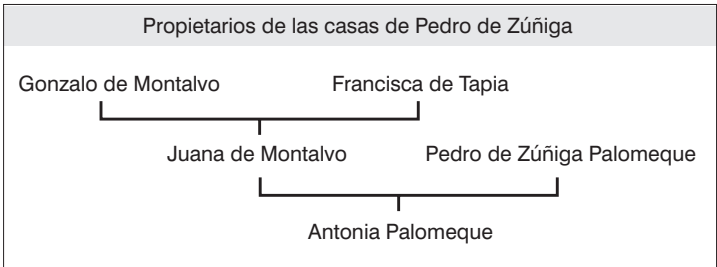 Propietarios de las casas de Pedro de Zúñiga
Gonzalo de Montalvo Francisca de Tapia
Juana de Montalvo Pedro de Zúñiga Palomeque
Antonia Palomeque